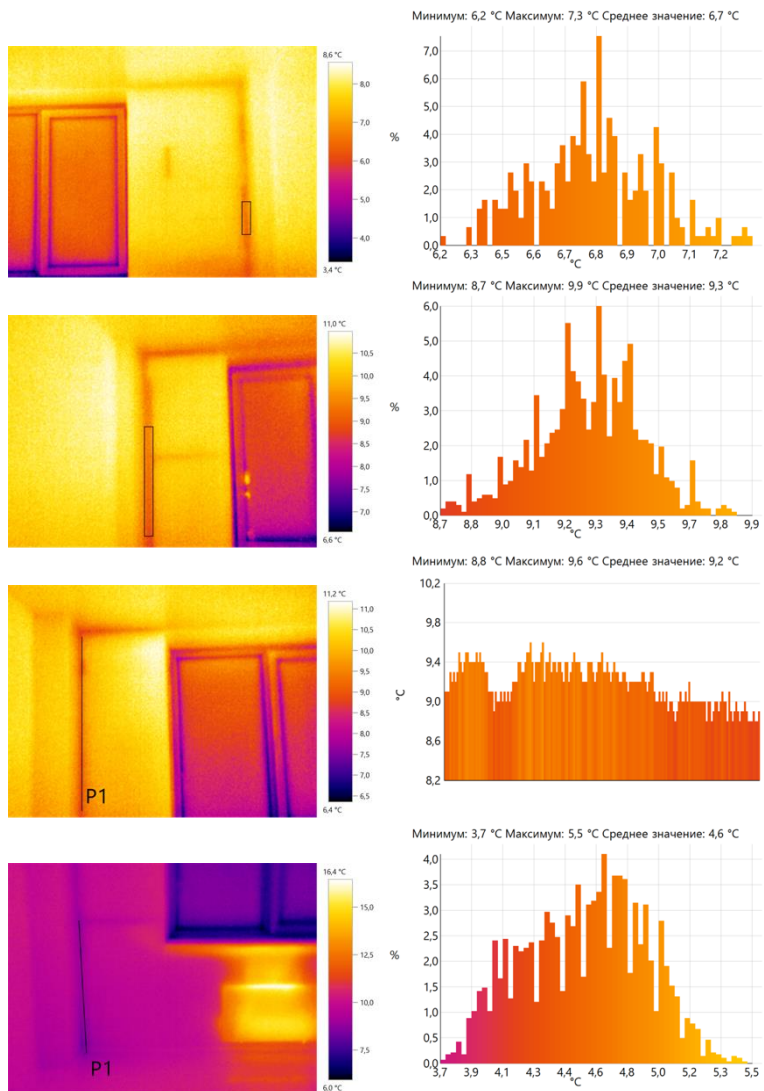 Минимум: 6,2 °C Максимум: 7,3 °C Среднее значение: 6,7 °C
8,6 °C
8,0
7,0
6,0
5,0
4,0
3,4 °C
%
7,0
6,0
5,0
4,0
3,0
2,0
1,0
0,0
6,2 6,3 6,5 6,6 6,7 6,8 6,9 7,0 7,2
°C
Минимум: 8,7 °C Максимум: 9,9 °C Среднее значение: 9,3 °C
11,0 °C
10,5
10,0
9,5
9,0
8,5
8,0
7,5
7,0
6,6 °C
%
6,0
5,0
4,0
3,0
2,0
1,0
0,0
8,7 8,8 9,0 9,1 9,2 9,3 9,4 9,5 9,7 9,8 9,9
°C
Минимум: 8,8 °C Максимум: 9,6 °C Среднее значение: 9,2 °C
11,2 °C
11,0
10,5
10,0
9,5
9,0
8,5
8,0
7,5
7,0
6,5
6,4 °C
P1
°C
10,2
9,8
9,4
9,0
8,6
8,2
Минимум: 3,7 °C Максимум: 5,5 °C Среднее значение: 4,6 °C
16,4 °C
15,0
12,5
10,0
7,5
6,0 °C
P1
%
4,0
3,5
3,0
2,5
2,0
1,5
1,0
0,5
0,0
3,7 3,9 4,1 4,2 4,4 4,6 4,8 5,0 5,2 5,3 5,5
°C